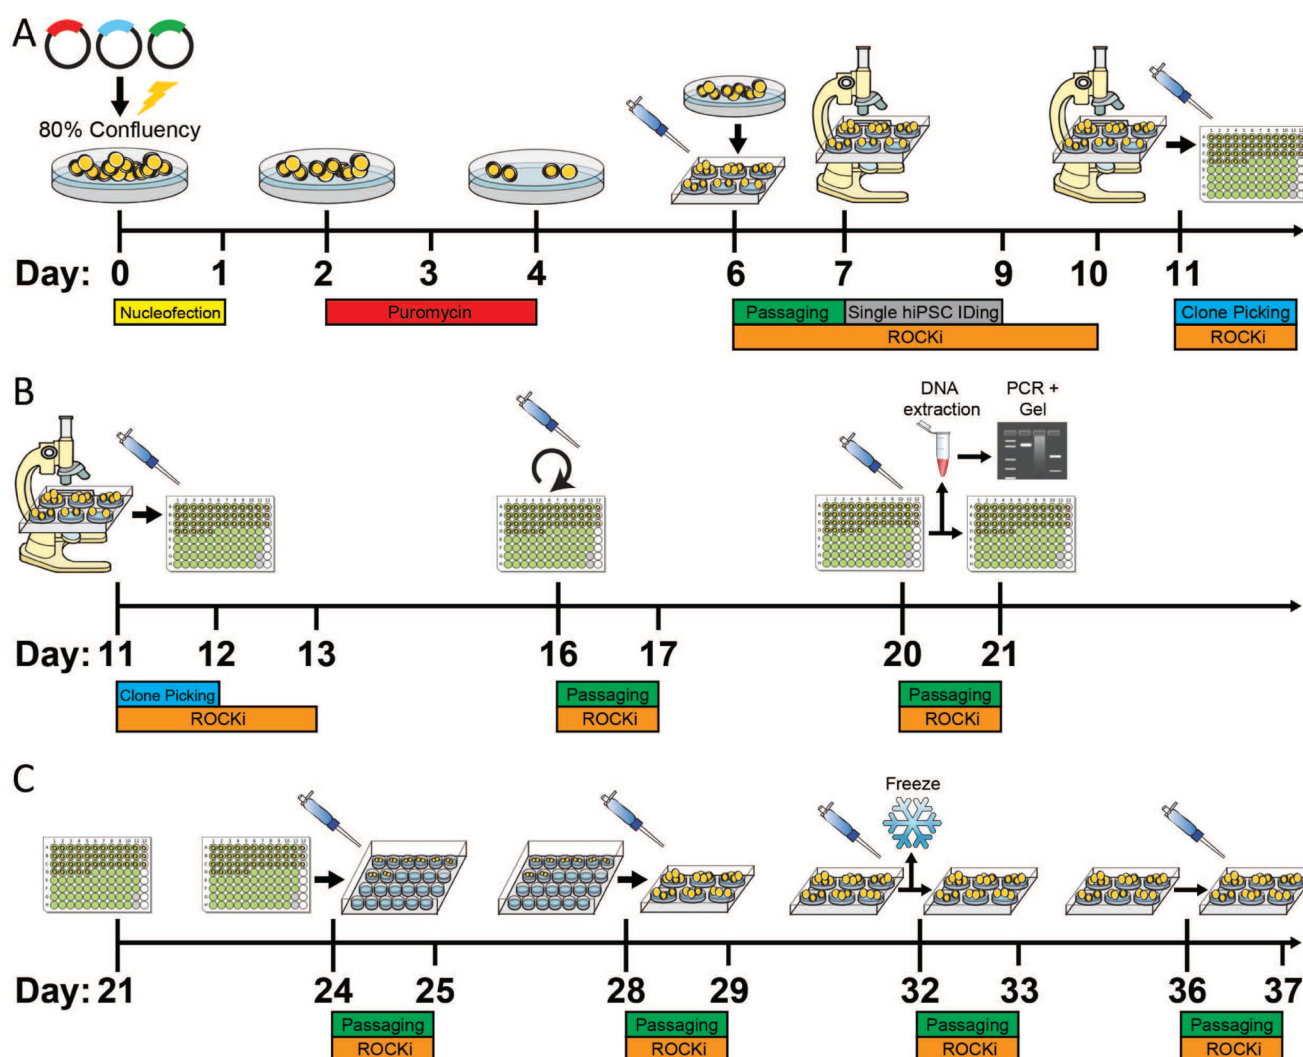 A
80% Confluency
Day: 0 1 2 3 4 6 7 9 10 11
Nucleofection
Puromycin
Passaging
Single hiPSC IDing
Clone Picking
ROCKi
ROCKi
B
DNA
extraction
PCR +
Gel
Day: 11 12 13 16 17 20 21
Clone Picking
Passaging
Passaging
ROCKi
ROCKi
ROCKi
C
Freeze
Day: 21 24 25 28 29 32 33 36 37
Passaging
Passaging
Passaging
Passaging
ROCKi
ROCKi
ROCKi
ROCKi